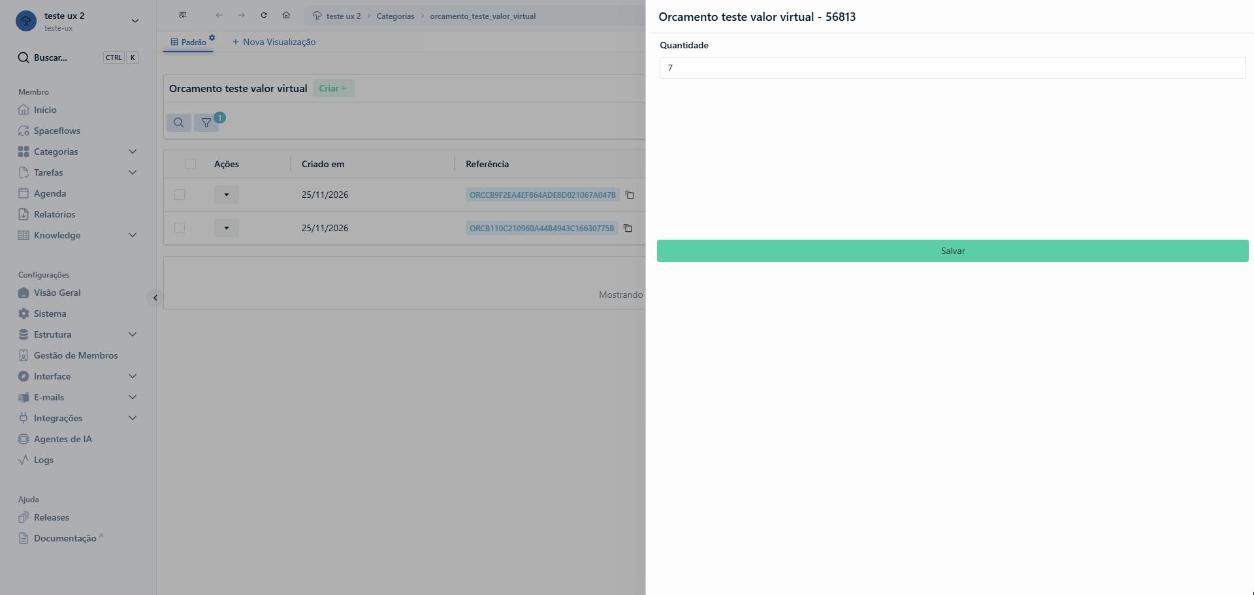 teste ux 2
teste-ux
Buscar...
CTRL K
Membro
Início
Spaceflows
Categorias
Tarefas
Agenda
Relatórios
Knowledge
Configurações
Visão Geral
Sistema
Estrutura
Gestão de Membros
Interface
E-mails
Integrações
Agentes de IA
Logs
Ajuda
Releases
Documentação
teste ux 2 > Categorias > orcamento_teste_valor_virtual
Padrão + Nova Visualização
Orcamento teste valor virtual Criar +
1
Ações Criado em Referência
25/11/2026 ORCCB9F2EA4EF864ADE8D021067A047B
25/11/2026 ORCB110C210960A44B4943C16630775B
Mostrando
Orcamento teste valor virtual - 56813
Quantidade
7
Salvar